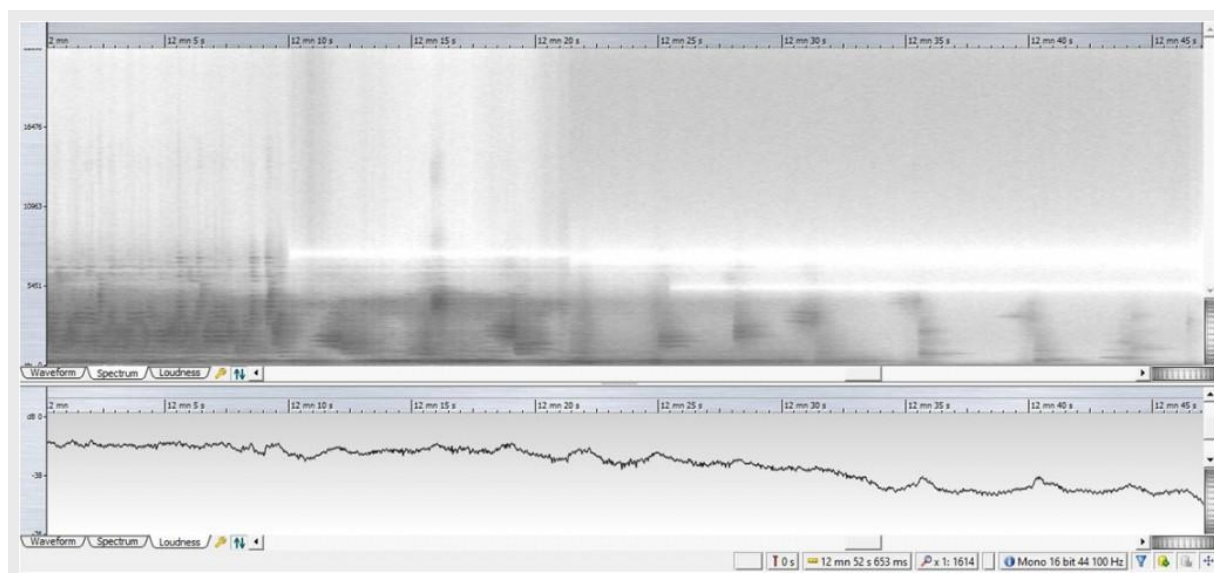 2 mn 12 mn 5 s 12 mn 10 s 12 mn 15 s 12 mn 20 s 12 mn 25 s 12 mn 30 s 12 mn 35 s 12 mn 40 s 12 mn 45 s
16476
10963
5451
Waveform Spectrum Loudness
2 mn 12 mn 5 s 12 mn 10 s 12 mn 15 s 12 mn 20 s 12 mn 25 s 12 mn 30 s 12 mn 35 s 12 mn 40 s 12 mn 45 s
dB 0
-38
Waveform Spectrum Loudness
0 s 12 mn 52 s 653 ms x 1: 1614 Mono 16 bit 44 100 Hz